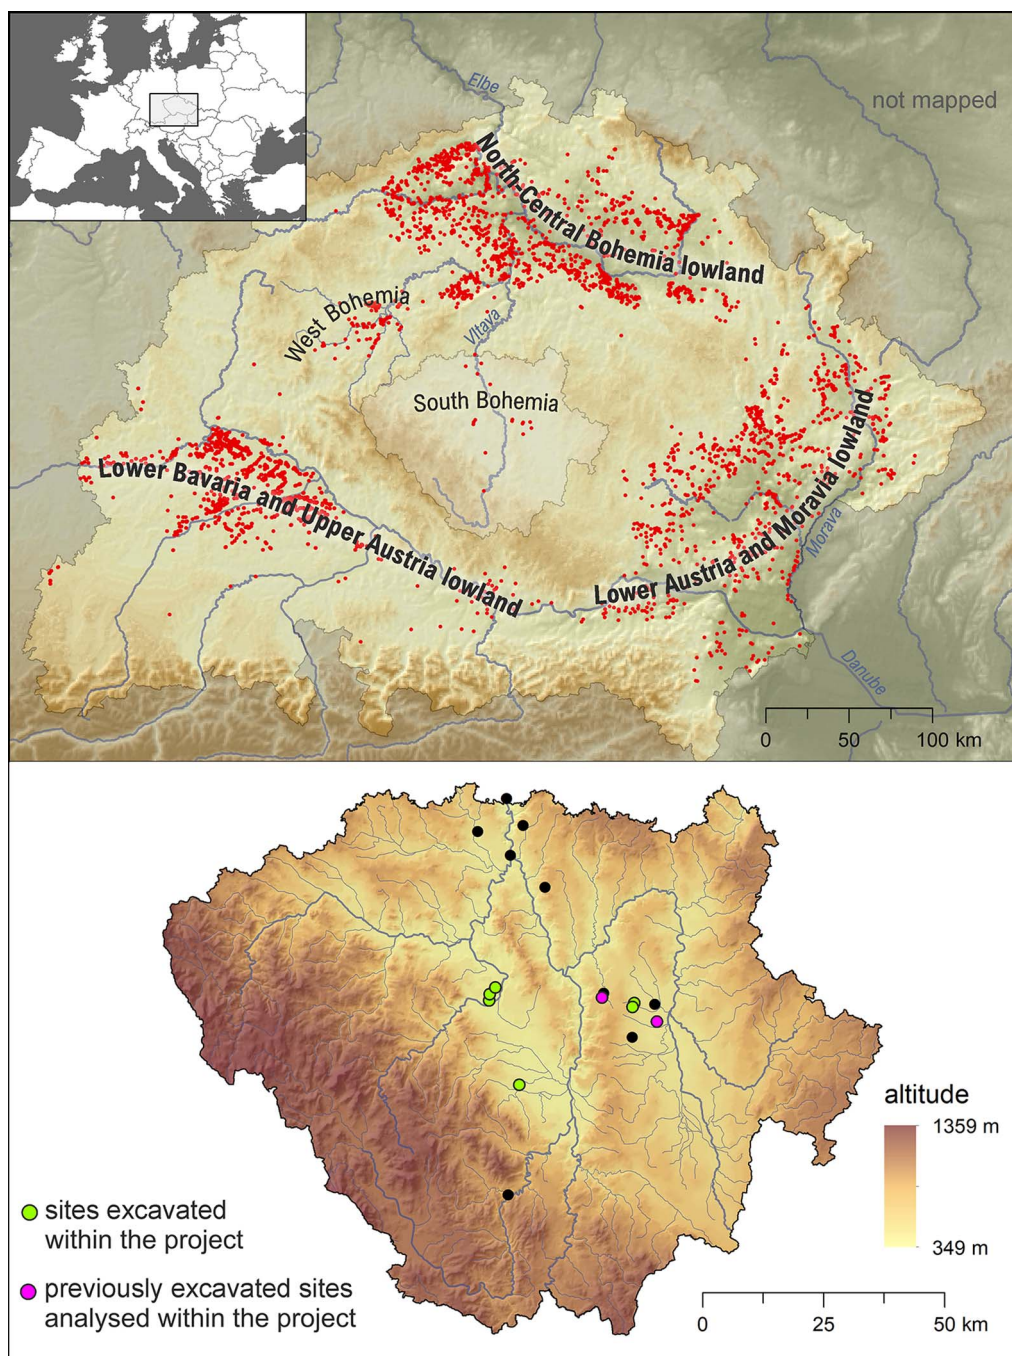 Elbe
not mapped
North-Central Bohemia lowland
West Bohemia
Vltava
South Bohemia
Lower Bavaria and Upper Austria lowland
Lower Austria and Moravia lowland
Morava
Danube
0 50 100 km
altitude
1359 m
349 m
sites excavated
within the project
previously excavated sites
analysed within the project
0 25 50 km